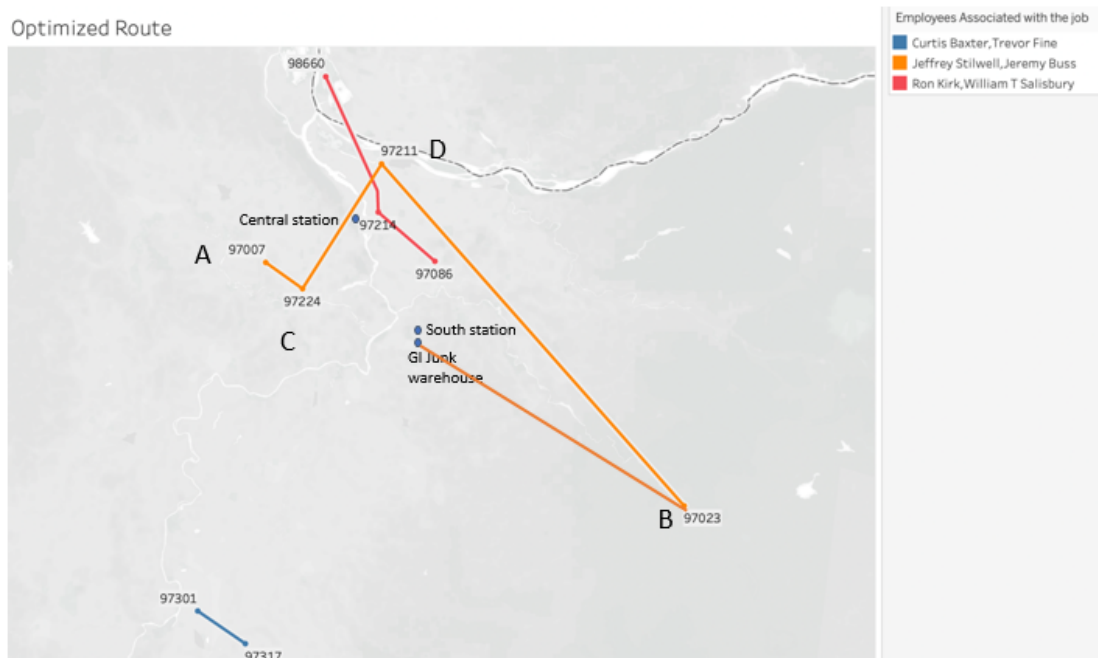 Optimized Route
Employees Associated with the job
Curtis Baxter,Trevor Fine
Jeffrey Stilwell,Jeremy Buss
Ron Kirk,William T Salisbury
98660
97211
D
Central station
97214
A
97007
97086
97224
C
South station
GI Junk
warehouse
B
97023
97301
97317